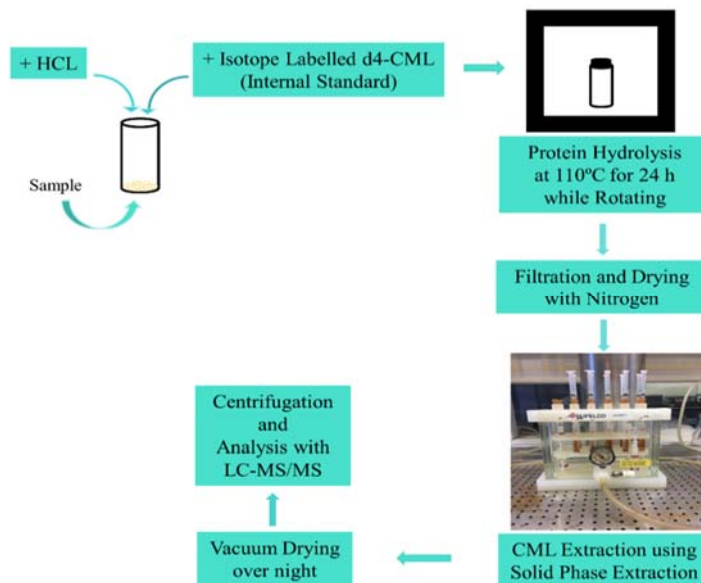 + HCL
+ Isotope Labelled d4-CML
(Internal Standard)
Sample
Protein Hydrolysis
at 110ºC for 24 h
while Rotating
Filtration and Drying
with Nitrogen
SUPELCO
CML Extraction using
Solid Phase Extraction
Vacuum Drying
over night
Centrifugation
and
Analysis with
LC-MS/MS